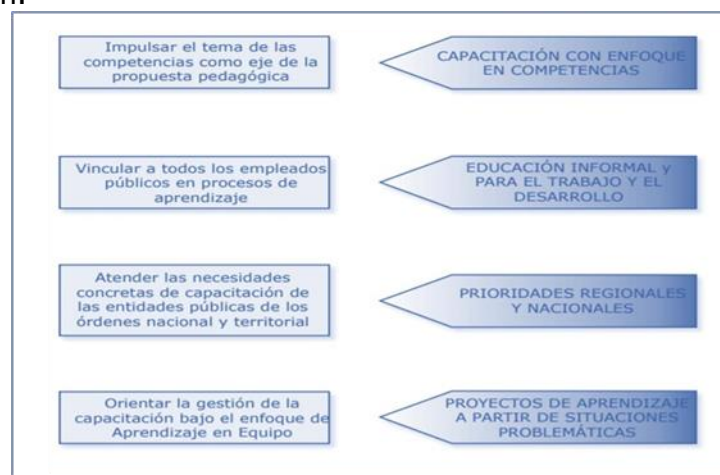 Impulsar el tema de las
competencias como eje de la
propuesta pedagógica
CAPACITACIÓN CON ENFOQUE
EN COMPETENCIAS
Vincular a todos los empleados
públicos en procesos de
aprendizaje
EDUCACIÓN INFORMAL y
PARA EL TRABAJO Y EL
DESARROLLO
Atender las necesidades
concretas de capacitación de
las entidades públicas de los
órdenes nacional y territorial
PRIORIDADES REGIONALES
Y NACIONALES
Orientar la gestión de la
capacitación bajo el enfoque de
Aprendizaje en Equipo
PROYECTOS DE APRENDIZAJE
A PARTIR DE SITUACIONES
PROBLEMÁTICAS